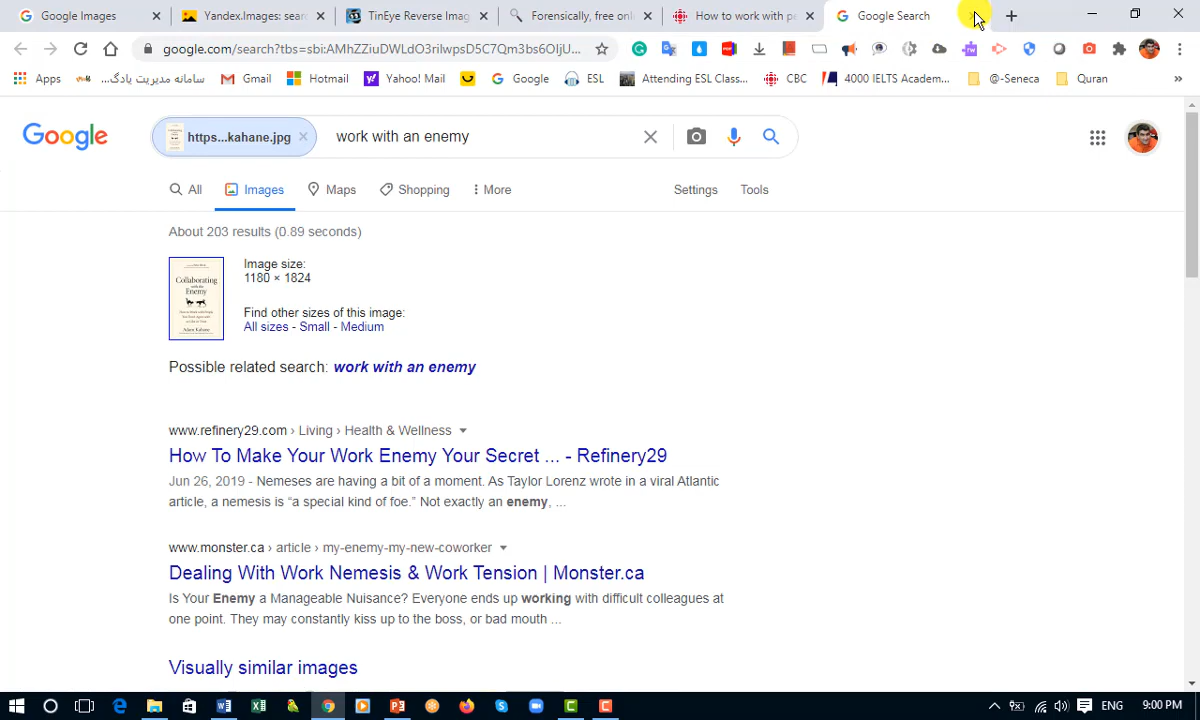 Google Images
Yandex.Images: sear
TinEye Reverse Imag
Forensically, free onl
How to work with pe
Google Search
google.com/search?tbs=sbi:AMhZZiuDWLdO3rilwpsD5C7Qm3bs6OIjU...
Apps
سامانه مدیریت یادگ...
Gmail
Hotmail
Yahoo! Mail
Google
ESL
Attending ESL Class...
CBC
4000 IELTS Academ...
@-Seneca
Quran
Google
https...kahane.jpg
work with an enemy
All
Images
Maps
Shopping
More
Settings
Tools
About 203 results (0.89 seconds)
Collaborating
with the
Enemy
Adam Kahane
Image size:
1180 × 1824
Find other sizes of this image:
All sizes - Small - Medium
Possible related search: work with an enemy
www.refinery29.com › Living › Health & Wellness
How To Make Your Work Enemy Your Secret ... - Refinery29
Jun 26, 2019 - Nemeses are having a bit of a moment. As Taylor Lorenz wrote in a viral Atlantic
article, a nemesis is “a special kind of foe.” Not exactly an enemy, ...
www.monster.ca › article › my-enemy-my-new-coworker
Dealing With Work Nemesis & Work Tension | Monster.ca
Is Your Enemy a Manageable Nuisance? Everyone ends up working with difficult colleagues at
one point. They may constantly kiss up to the boss, or bad mouth ...
Visually similar images
ENG
9:00 PM